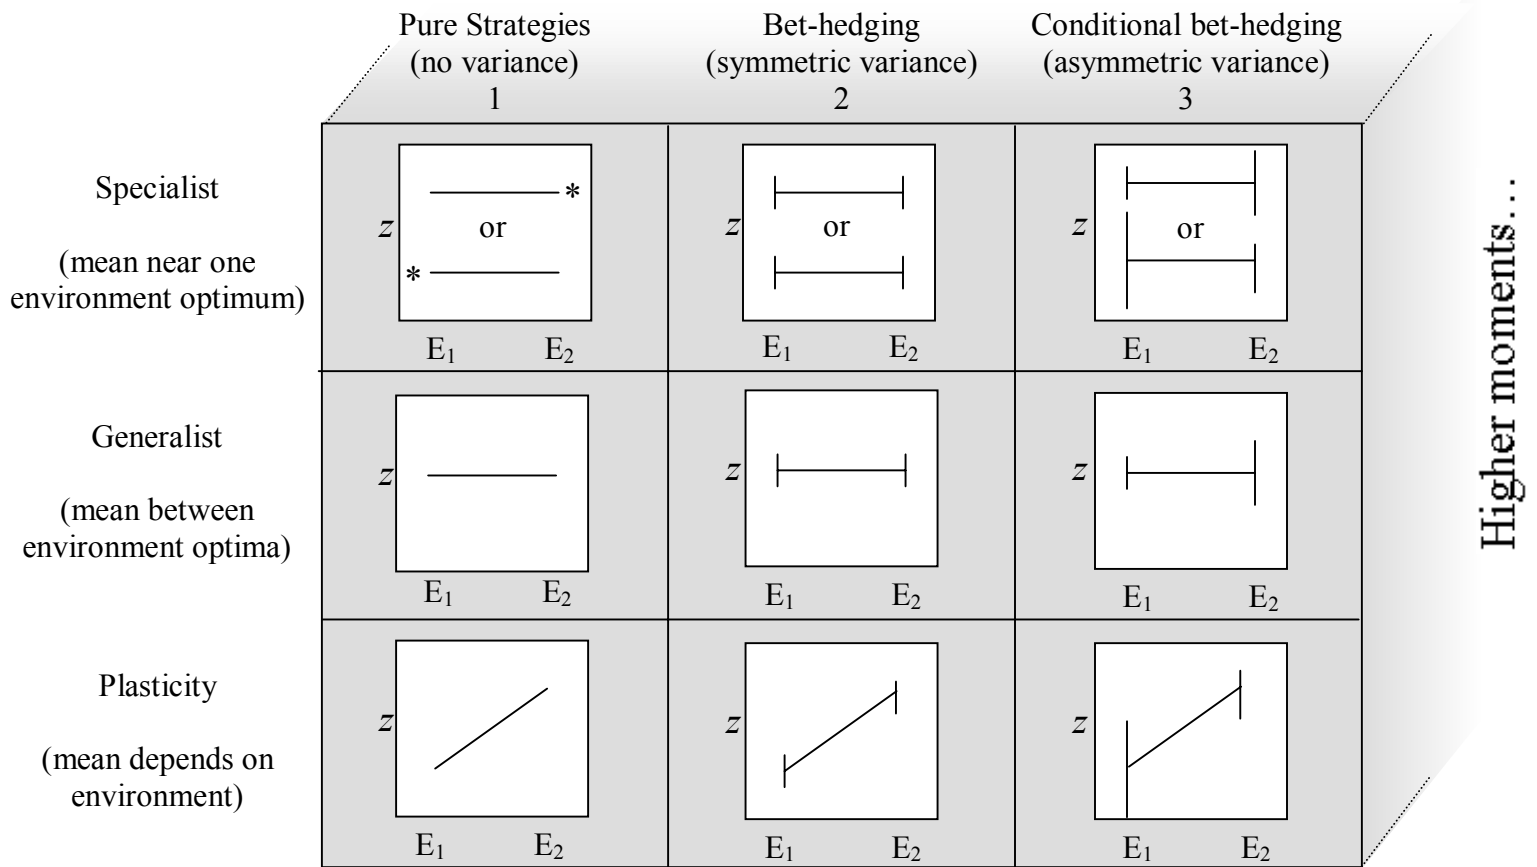 Pure Strategies
(no variance)
1
Bet-hedging
(symmetric variance)
2
Conditional bet-hedging
(asymmetric variance)
3
Specialist
(mean near one
environment optimum)
z
*
or
*
E₁ E₂
z
or
E₁ E₂
z
or
E₁ E₂
Generalist
(mean between
environment optima)
z
E₁ E₂
z
E₁ E₂
z
E₁ E₂
Plasticity
(mean depends on
environment)
z
E₁ E₂
z
E₁ E₂
z
E₁ E₂
Higher moments…